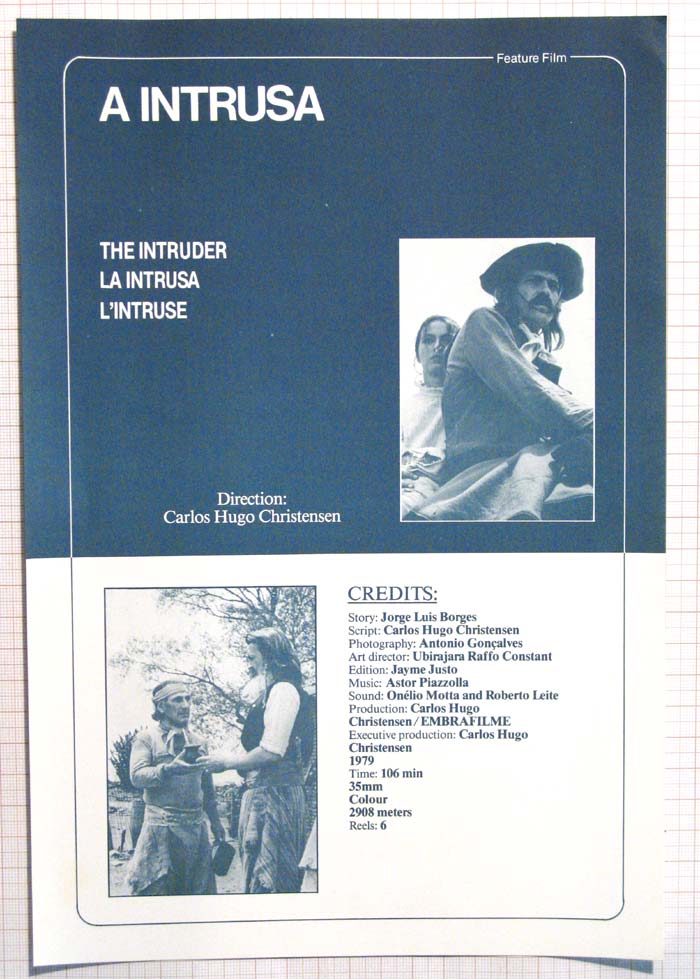 Feature Film
A INTRUSA
THE INTRUDER
LA INTRUSA
L'INTRUSE
Direction:
Carlos Hugo Christensen
CREDITS:
Story: Jorge Luis Borges
Script: Carlos Hugo Christensen
Photography: Antonio Gonçalves
Art director: Ubirajara Raffo Constant
Edition: Jayme Justo
Music: Astor Piazzolla
Sound: Onélio Motta and Roberto Leite
Production: Carlos Hugo
Christensen/EMBRAFILME
Executive production: Carlos Hugo
Christensen
1979
Time: 106 min
35mm
Colour
2908 meters
Reels: 6